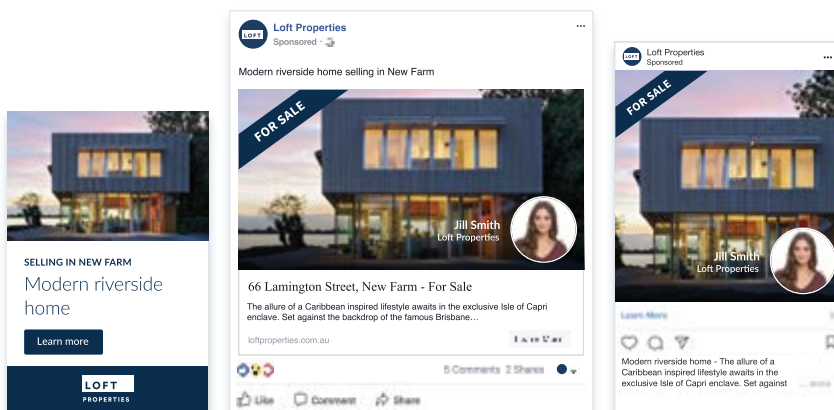 SELLING IN NEW FARM
Modern riverside
home
Learn more
LOFT
PROPERTIES
LOFT
Loft Properties
Sponsored ·
Modern riverside home selling in New Farm
FOR SALE
Jill Smith
Loft Properties
66 Lamington Street, New Farm - For Sale
The allure of a Caribbean inspired lifestyle awaits in the exclusive Isle of Capri
enclave. Set against the backdrop of the famous Brisbane...
loftproperties.com.au
5 Comments 2 Shares
Like
Comment
Share
LOFT
Loft Properties
Sponsored
FOR SALE
Jill Smith
Loft Properties
Learn More
Modern riverside home - The allure of a
Caribbean inspired lifestyle awaits in the
exclusive Isle of Capri enclave. Set against